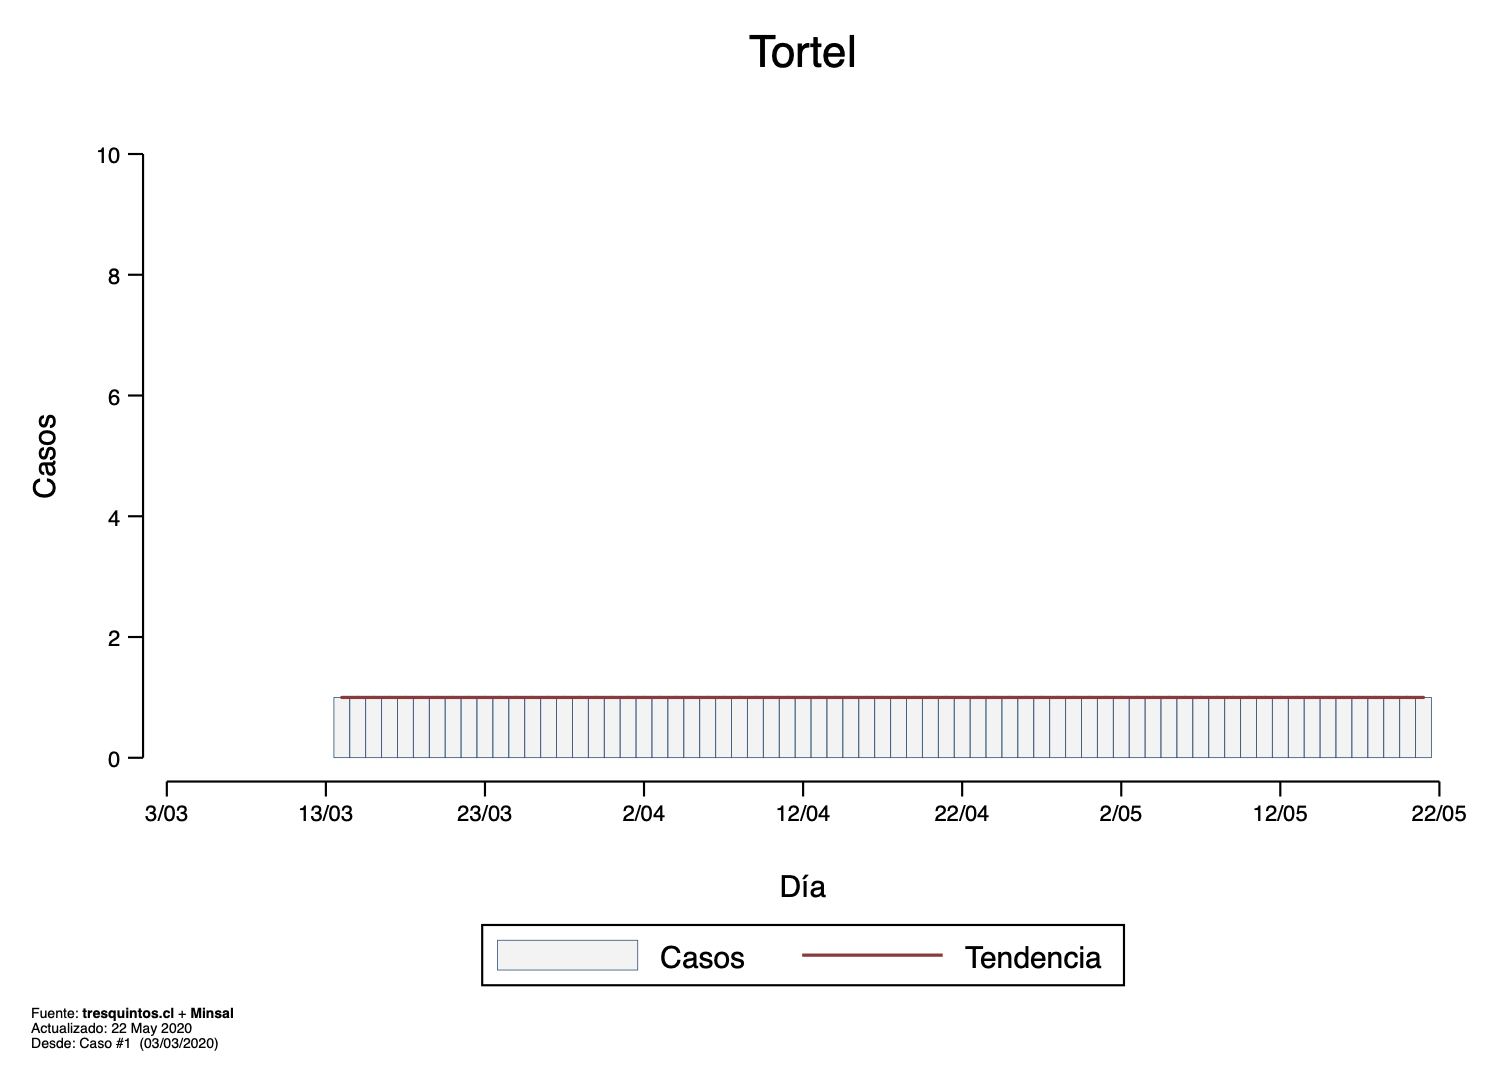 Tortel
10
8
6
4
2
0
Casos
3/03 13/03 23/03 2/04 12/04 22/04 2/05 12/05 22/05
Día
Casos Tendencia
Fuente: tresquintos.cl + Minsal
Actualizado: 22 May 2020
Desde: Caso #1 (03/03/2020)